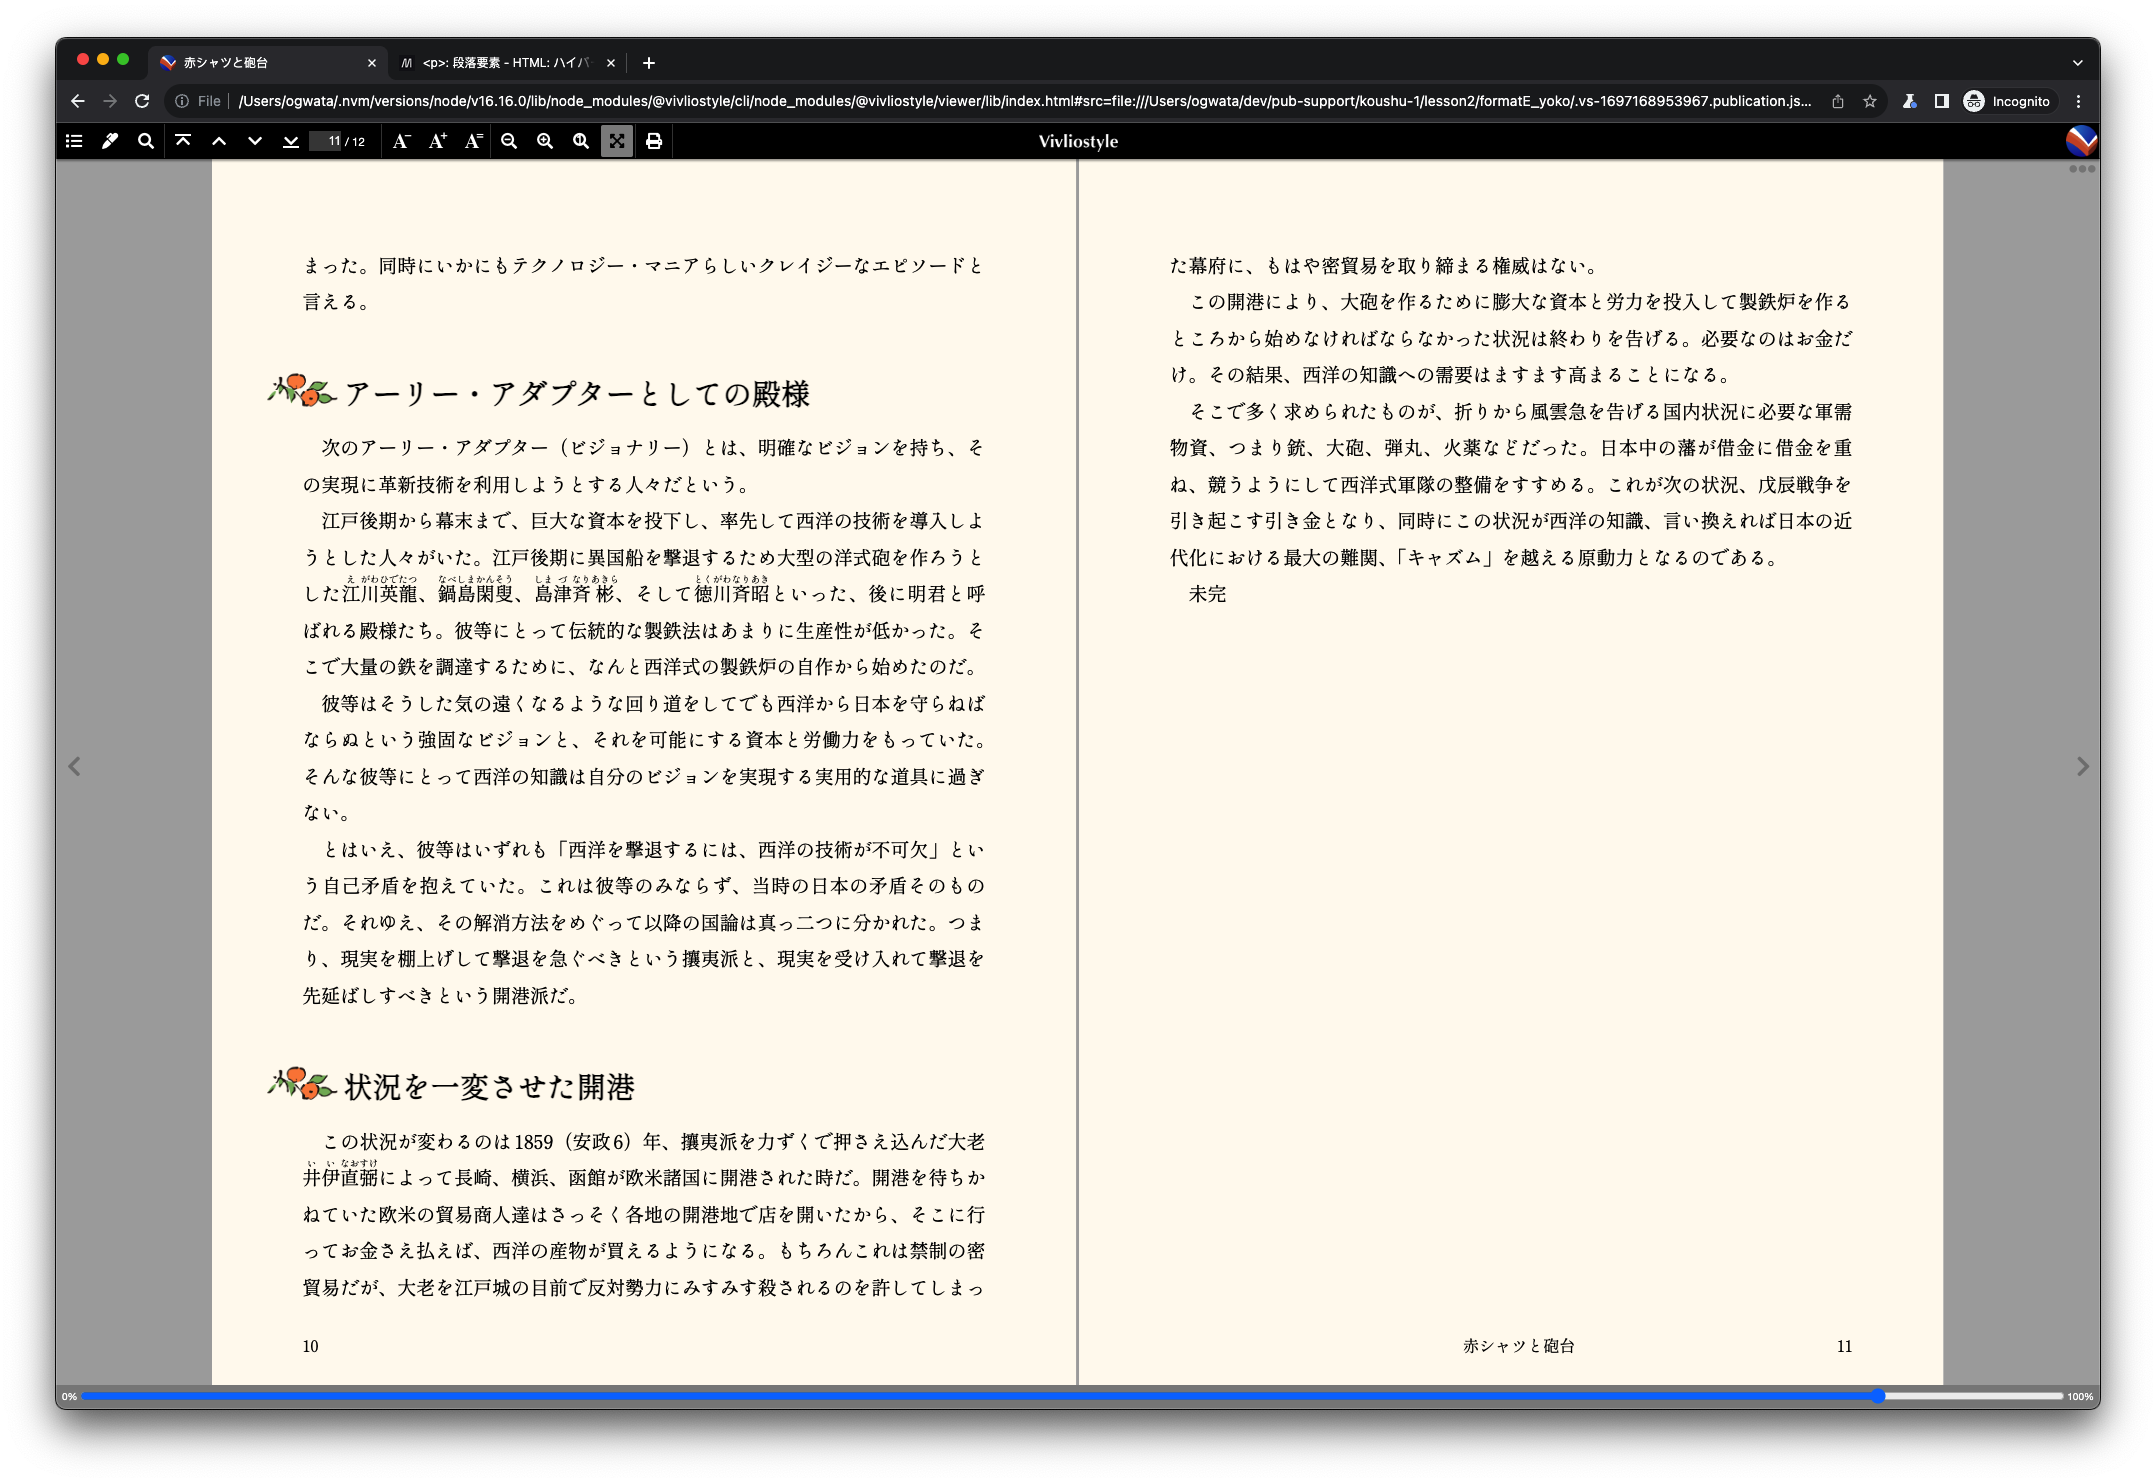 赤シャツと砲台
<p>: 段落要素 - HTML: ハイパー
File
/Users/ogwata/.nvm/versions/node/v16.16.0/lib/node_modules/@vivliostyle/cli/node_modules/@vivliostyle/viewer/lib/index.html#src=file:///Users/ogwata/dev/pub-support/koushu-1/lesson2/formatE_yoko/.vs-1697168953967.publication.js...
Incognito
11 / 12
A- A+ A=
Vivliostyle
まった。同時にいかにもテクノロジー・マニアらしいクレイジーなエピソードと
言える。
アーリー・アダプターとしての殿様
次のアーリー・アダプター（ビジョナリー）とは、明確なビジョンを持ち、そ
の実現に革新技術を利用しようとする人々だという。
江戸後期から幕末まで、巨大な資本を投下し、率先して西洋の技術を導入しよ
うとした人々がいた。江戸後期に異国船を撃退するため大型の洋式砲を作ろうと
えがわひでたつ なべしまかんそう しまづなりあきら とくがわなりあき
した江川英龍、鍋島閑叟、島津斉彬、そして徳川斉昭といった、後に明君と呼
ばれる殿様たち。彼等にとって伝統的な製鉄法はあまりに生産性が低かった。そ
こで大量の鉄を調達するために、なんと西洋式の製鉄炉の自作から始めたのだ。
彼等はそうした気の遠くなるような回り道をしてでも西洋から日本を守らねば
ならぬという強固なビジョンと、それを可能にする資本と労働力をもっていた。
そんな彼等にとって西洋の知識は自分のビジョンを実現する実用的な道具に過ぎ
ない。
とはいえ、彼等はいずれも「西洋を撃退するには、西洋の技術が不可欠」とい
う自己矛盾を抱えていた。これは彼等のみならず、当時の日本の矛盾そのもの
だ。それゆえ、その解消方法をめぐって以降の国論は真っ二つに分かれた。つま
り、現実を棚上げして撃退を急ぐべきという攘夷派と、現実を受け入れて撃退を
先延ばしすべきという開港派だ。
状況を一変させた開港
この状況が変わるのは1859（安政6）年、攘夷派を力ずくで押さえ込んだ大老
いいなおすけ
井伊直弼によって長崎、横浜、函館が欧米諸国に開港された時だ。開港を待ちか
ねていた欧米の貿易商人達はさっそく各地の開港地で店を開いたから、そこに行
ってお金さえ払えば、西洋の産物が買えるようになる。もちろんこれは禁制の密
貿易だが、大老を江戸城の目前で反対勢力にみすみす殺されるのを許してしまっ
10
た幕府に、もはや密貿易を取り締まる権威はない。
この開港により、大砲を作るために膨大な資本と労力を投入して製鉄炉を作る
ところから始めなければならなかった状況は終わりを告げる。必要なのはお金だ
け。その結果、西洋の知識への需要はますます高まることになる。
そこで多く求められたものが、折りから風雲急を告げる国内状況に必要な軍需
物資、つまり銃、大砲、弾丸、火薬などだった。日本中の藩が借金に借金を重
ね、競うようにして西洋式軍隊の整備をすすめる。これが次の状況、戊辰戦争を
引き起こす引き金となり、同時にこの状況が西洋の知識、言い換えれば日本の近
代化における最大の難関、「キャズム」を越える原動力となるのである。
未完
赤シャツと砲台
11
0%
100%